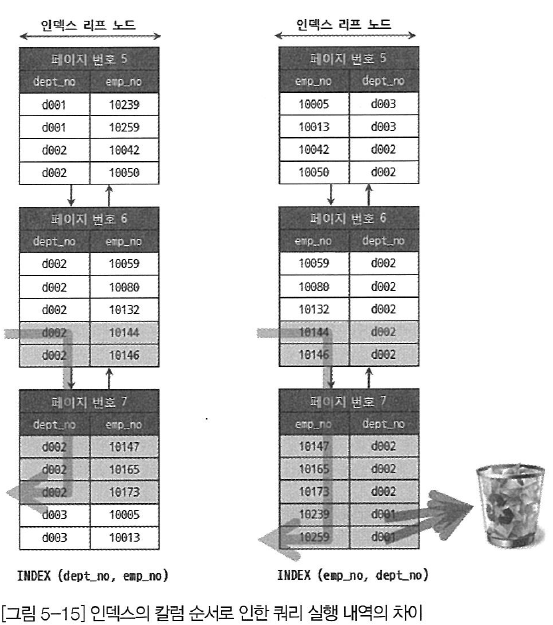 인덱스 리프 노드
페이지 번호 5
dept_no emp_no
d001 10239
d001 10259
d002 10042
d002 10050
페이지 번호 6
dept_no emp_no
d002 10059
d002 10080
d002 10132
d002 10144
d002 10146
페이지 번호 7
dept_no emp_no
d002 10147
d002 10165
d002 10173
d003 10005
d003 10013
INDEX (dept_no, emp_no)
인덱스 리프 노드
페이지 번호 5
emp_no dept_no
10005 d003
10013 d003
10042 d002
10050 d002
페이지 번호 6
emp_no dept_no
10059 d002
10080 d002
10132 d002
10144 d002
10146 d002
페이지 번호 7
emp_no dept_no
10147 d002
10165 d002
10173 d002
10239 d001
10259 d001
INDEX (emp_no, dept_no)
[그림 5-15] 인덱스의 칼럼 순서로 인한 쿼리 실행 내역의 차이